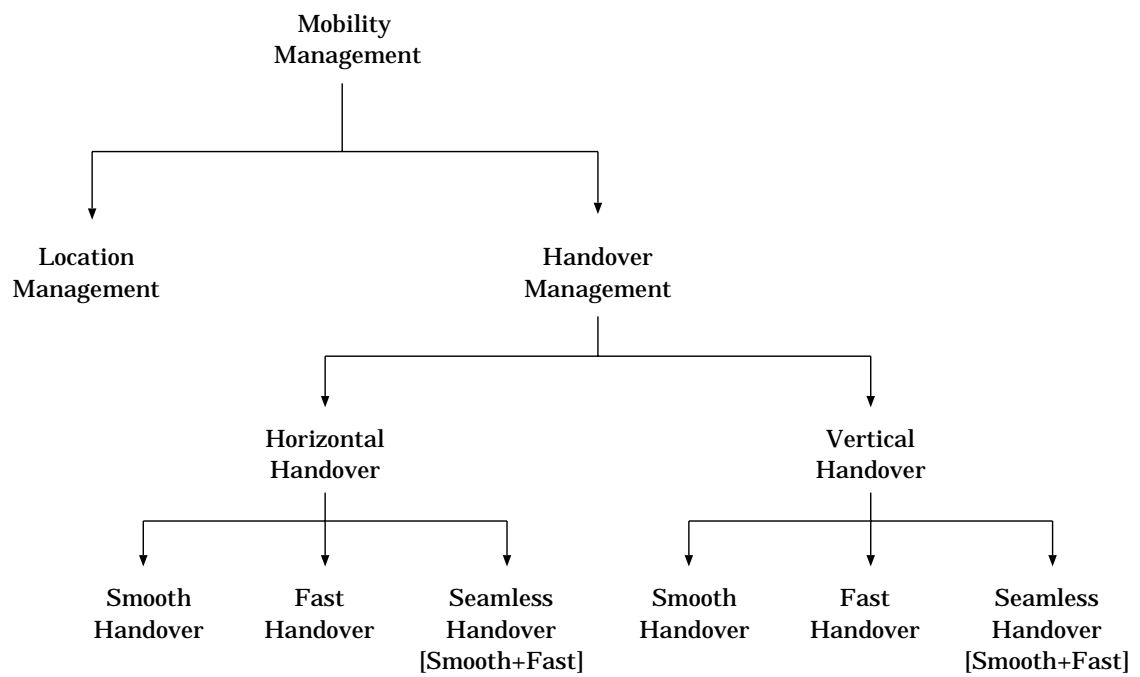 Mobility
Management
Location
Management
Handover
Management
Horizontal
Handover
Vertical
Handover
Smooth
Handover
Fast
Handover
Seamless
Handover
[Smooth+Fast]
Smooth
Handover
Fast
Handover
Seamless
Handover
[Smooth+Fast]